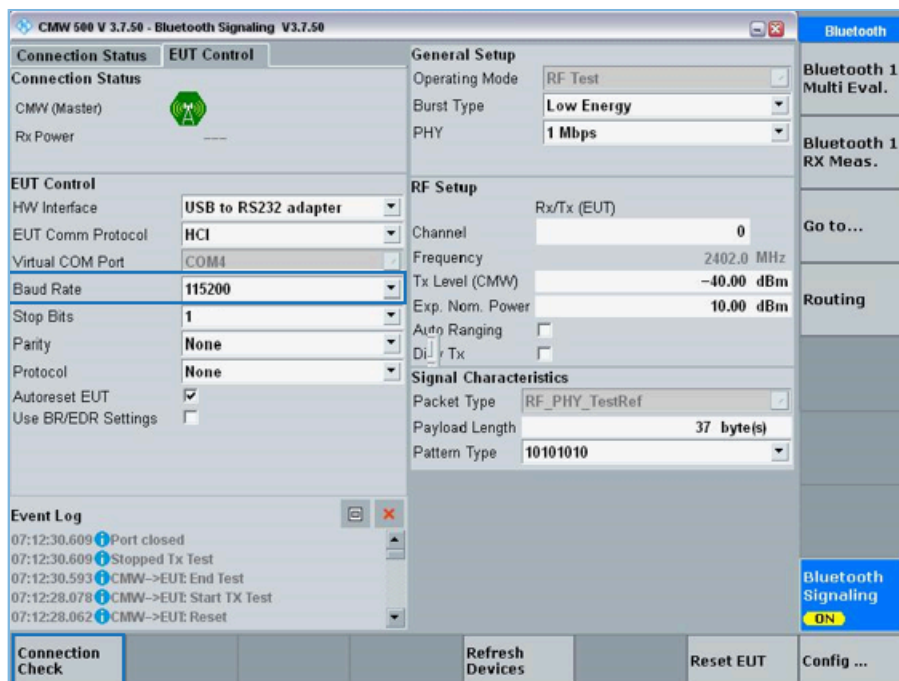 CMW 500 V 3.7.50 - Bluetooth Signaling V3.7.50
Connection Status
EUT Control
Connection Status
CMW (Master)
Rx Power
---
EUT Control
HW Interface
USB to RS232 adapter
EUT Comm Protocol
HCI
Virtual COM Port
COM4
Baud Rate
115200
Stop Bits
1
Parity
None
Protocol
None
Autoreset EUT
Use BR/EDR Settings
Event Log
07:12:30.609 Port closed
07:12:30.609 Stopped Tx Test
07:12:30.593 CMW-->EUT: End Test
07:12:28.078 CMW-->EUT: Start TX Test
07:12:28.062 CMW-->EUT: Reset
General Setup
Operating Mode
RF Test
Burst Type
Low Energy
PHY
1 Mbps
RF Setup
Rx/Tx (EUT)
Channel
0
Frequency
2402.0 MHz
Tx Level (CMW)
-40.00 dBm
Exp. Nom. Power
10.00 dBm
Auto Ranging
Tx
Signal Characteristics
Packet Type
RF_PHY_TestRef
Payload Length
37 byte(s)
Pattern Type
10101010
Bluetooth
Bluetooth 1
Multi Eval.
Bluetooth 1
RX Meas.
Go to...
Routing
Bluetooth
Signaling
ON
Connection
Check
Refresh
Devices
Reset EUT
Config ...